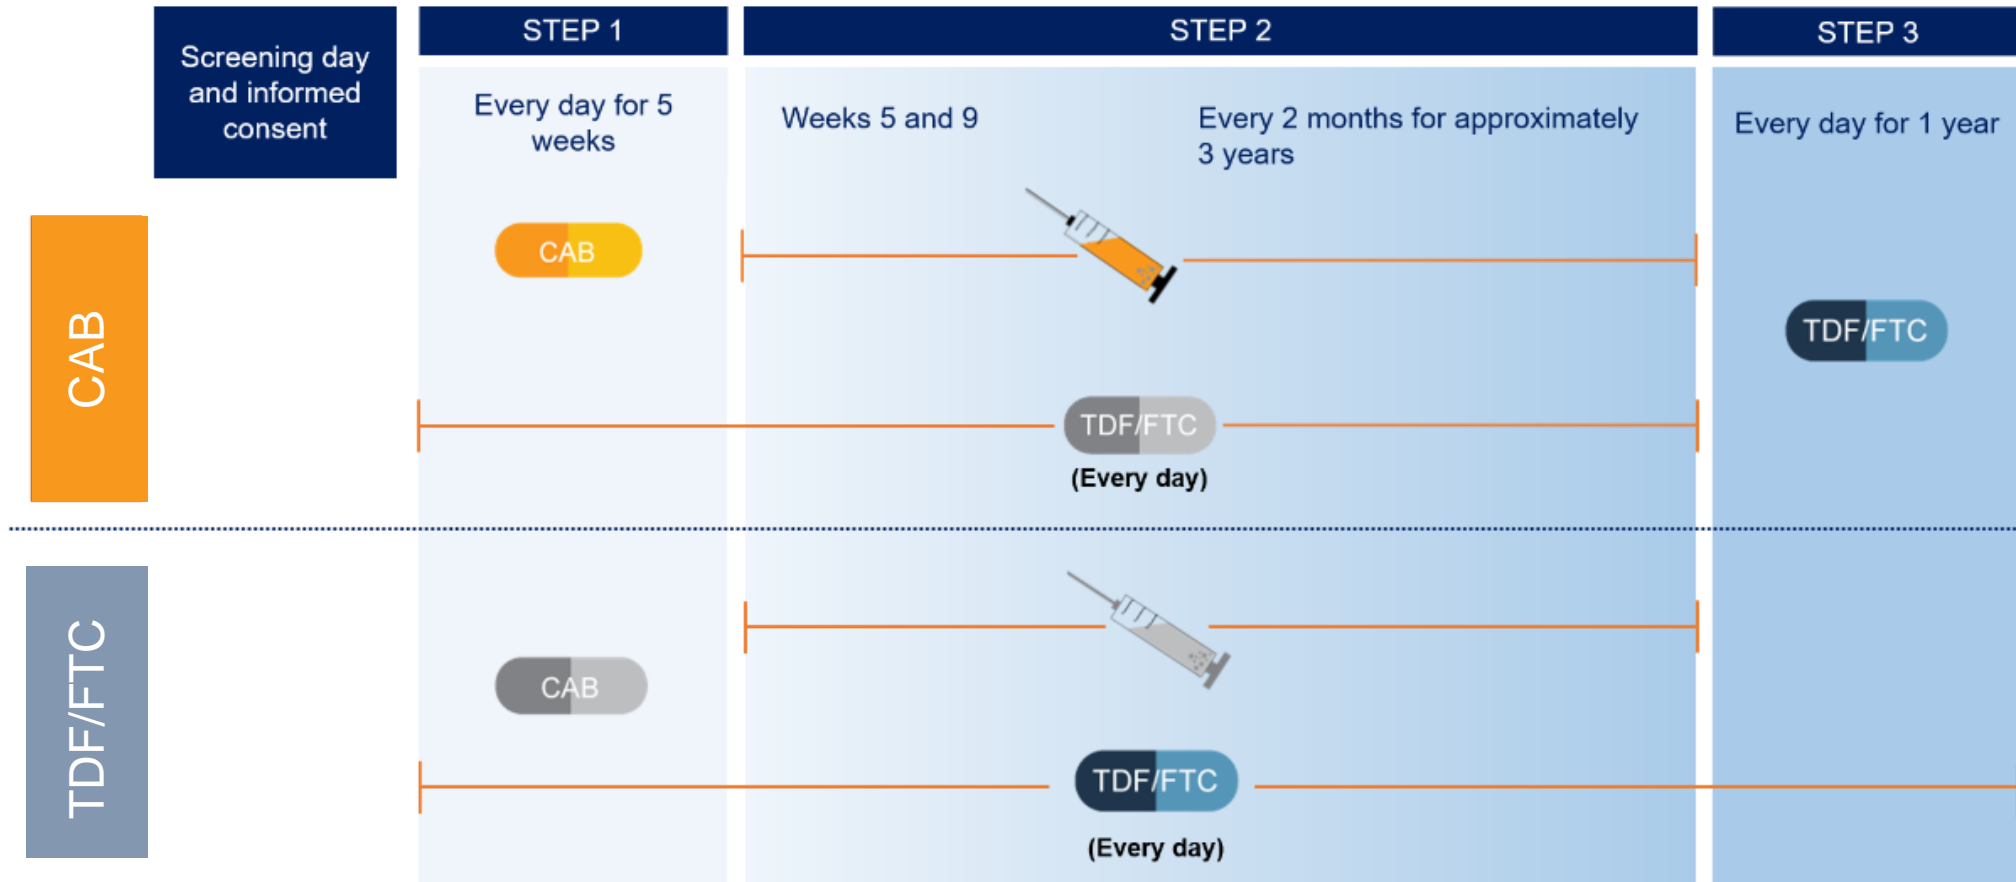 Screening day
and informed
consent
STEP 1
STEP 2
STEP 3
Every day for 5
weeks
Weeks 5 and 9
Every 2 months for approximately
3 years
Every day for 1 year
CAB
CAB
TDF/FTC
TDF/FTC
(Every day)
TDF/FTC
CAB
TDF/FTC
(Every day)